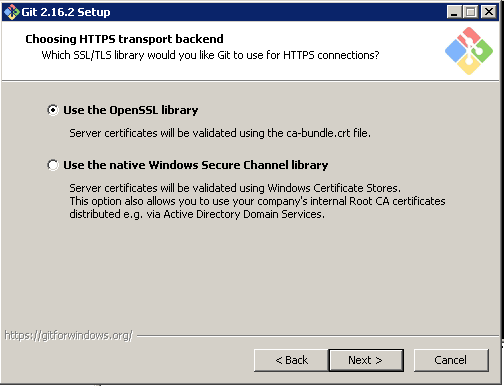 Git 2.16.2 Setup
Choosing HTTPS transport backend
Which SSL/TLS library would you like Git to use for HTTPS connections?
Use the OpenSSL library
Server certificates will be validated using the ca-bundle.crt file.
Use the native Windows Secure Channel library
Server certificates will be validated using Windows Certificate Stores.
This option also allows you to use your company's internal Root CA certificates
distributed e.g. via Active Directory Domain Services.
https://gitforwindows.org/
< Back Next > Cancel